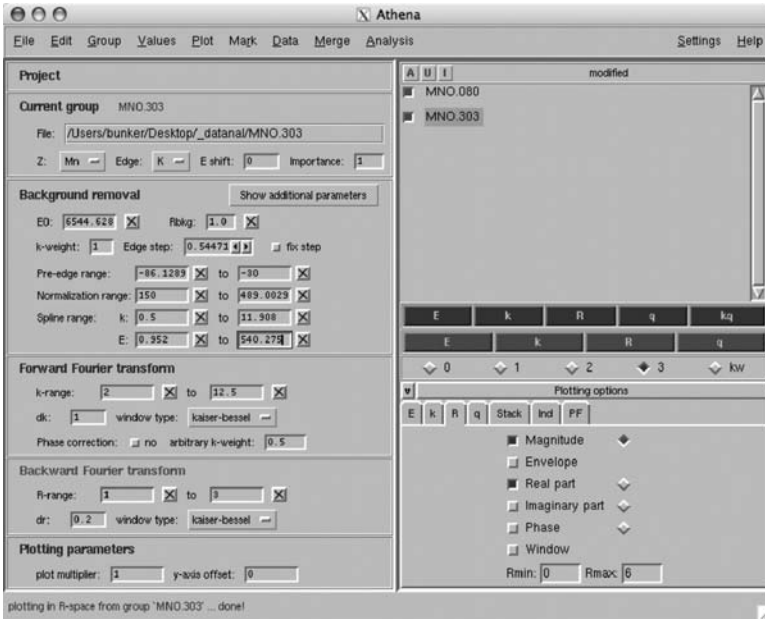 Athena
File Edit Group Values Plot Mark Data Merge Analysis Settings Help
Project
Current group MNO.303
File: /Users/bunker/Desktop/_datanal/MNO.303
Z: Mn Edge: K E shift: 0 Importance: 1
Background removal Show additional parameters
E0: 6544.628 Rbkg: 1.0
k-weight: 1 Edge step: 0.54471 fix step
Pre-edge range: -86.1289 to -30
Normalization range: 150 to 489.0029
Spline range: k: 0.5 to 11.908
E: 0.952 to 540.275
Forward Fourier transform
k-range: 2 to 12.5
dk: 1 window type: kaiser-bessel
Phase correction: no arbitrary k-weight: 0.5
Backward Fourier transform
R-range: 1 to 3
dr: 0.2 window type: kaiser-bessel
Plotting parameters
plot multiplier: 1 y-axis offset: 0
A U I modified
MNO.080
MNO.303
E k R q kq
E k R q
0 1 2 3 kw
Plotting options
E k R q Stack Ind PF
Magnitude
Envelope
Real part
Imaginary part
Phase
Window
Rmin: 0 Rmax: 6
plotting in R-space from group `MNO.303' ... done!